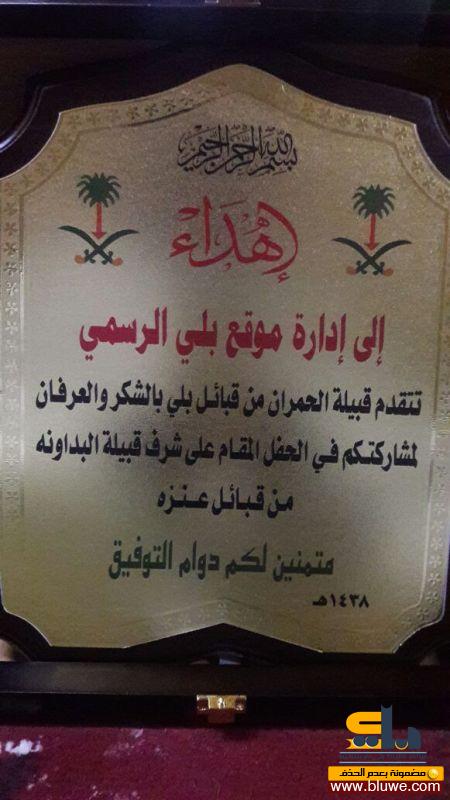 بسم الله الرحمن الرحيم
إهداء
إلى إدارة موقع بلي الرسمي
تتقدم قبيلة الحمران من قبائل بلي بالشكر والعرفان
لمشاركتكم في الحفل المقام على شرف قبيلة البداونه
من قبائل عنزه
متمنين لكم دوام التوفيق
١٤٣٨هـ
بلي
مضمونة بعدم الحذف
www.bluwe.com